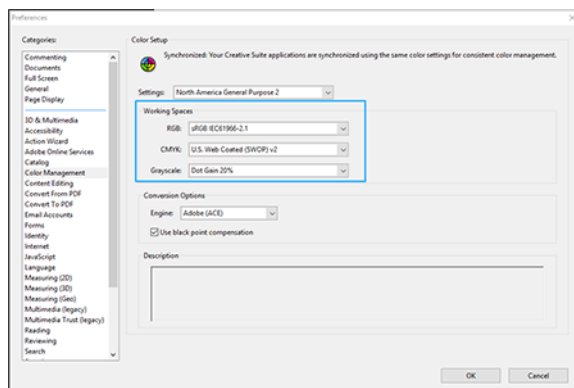 Preferences
Categories:
Commenting
Documents
Full Screen
General
Page Display
3D & Multimedia
Accessibility
Action Wizard
Adobe Online Services
Catalog
Color Management
Content Editing
Convert From PDF
Convert To PDF
Email Accounts
Forms
Identity
Internet
JavaScript
Language
Measuring (2D)
Measuring (3D)
Measuring (Geo)
Multimedia (legacy)
Multimedia Trust (legacy)
Reading
Reviewing
Search
Color Setup
Synchronized: Your Creative Suite applications are synchronized using the same color settings for consistent color management.
Settings: North America General Purpose 2
Working Spaces
RGB: sRGB IEC61966-2.1
CMYK: U.S. Web Coated (SWOP) v2
Grayscale: Dot Gain 20%
Conversion Options
Engine: Adobe (ACE)
Use black point compensation
Description
OK Cancel